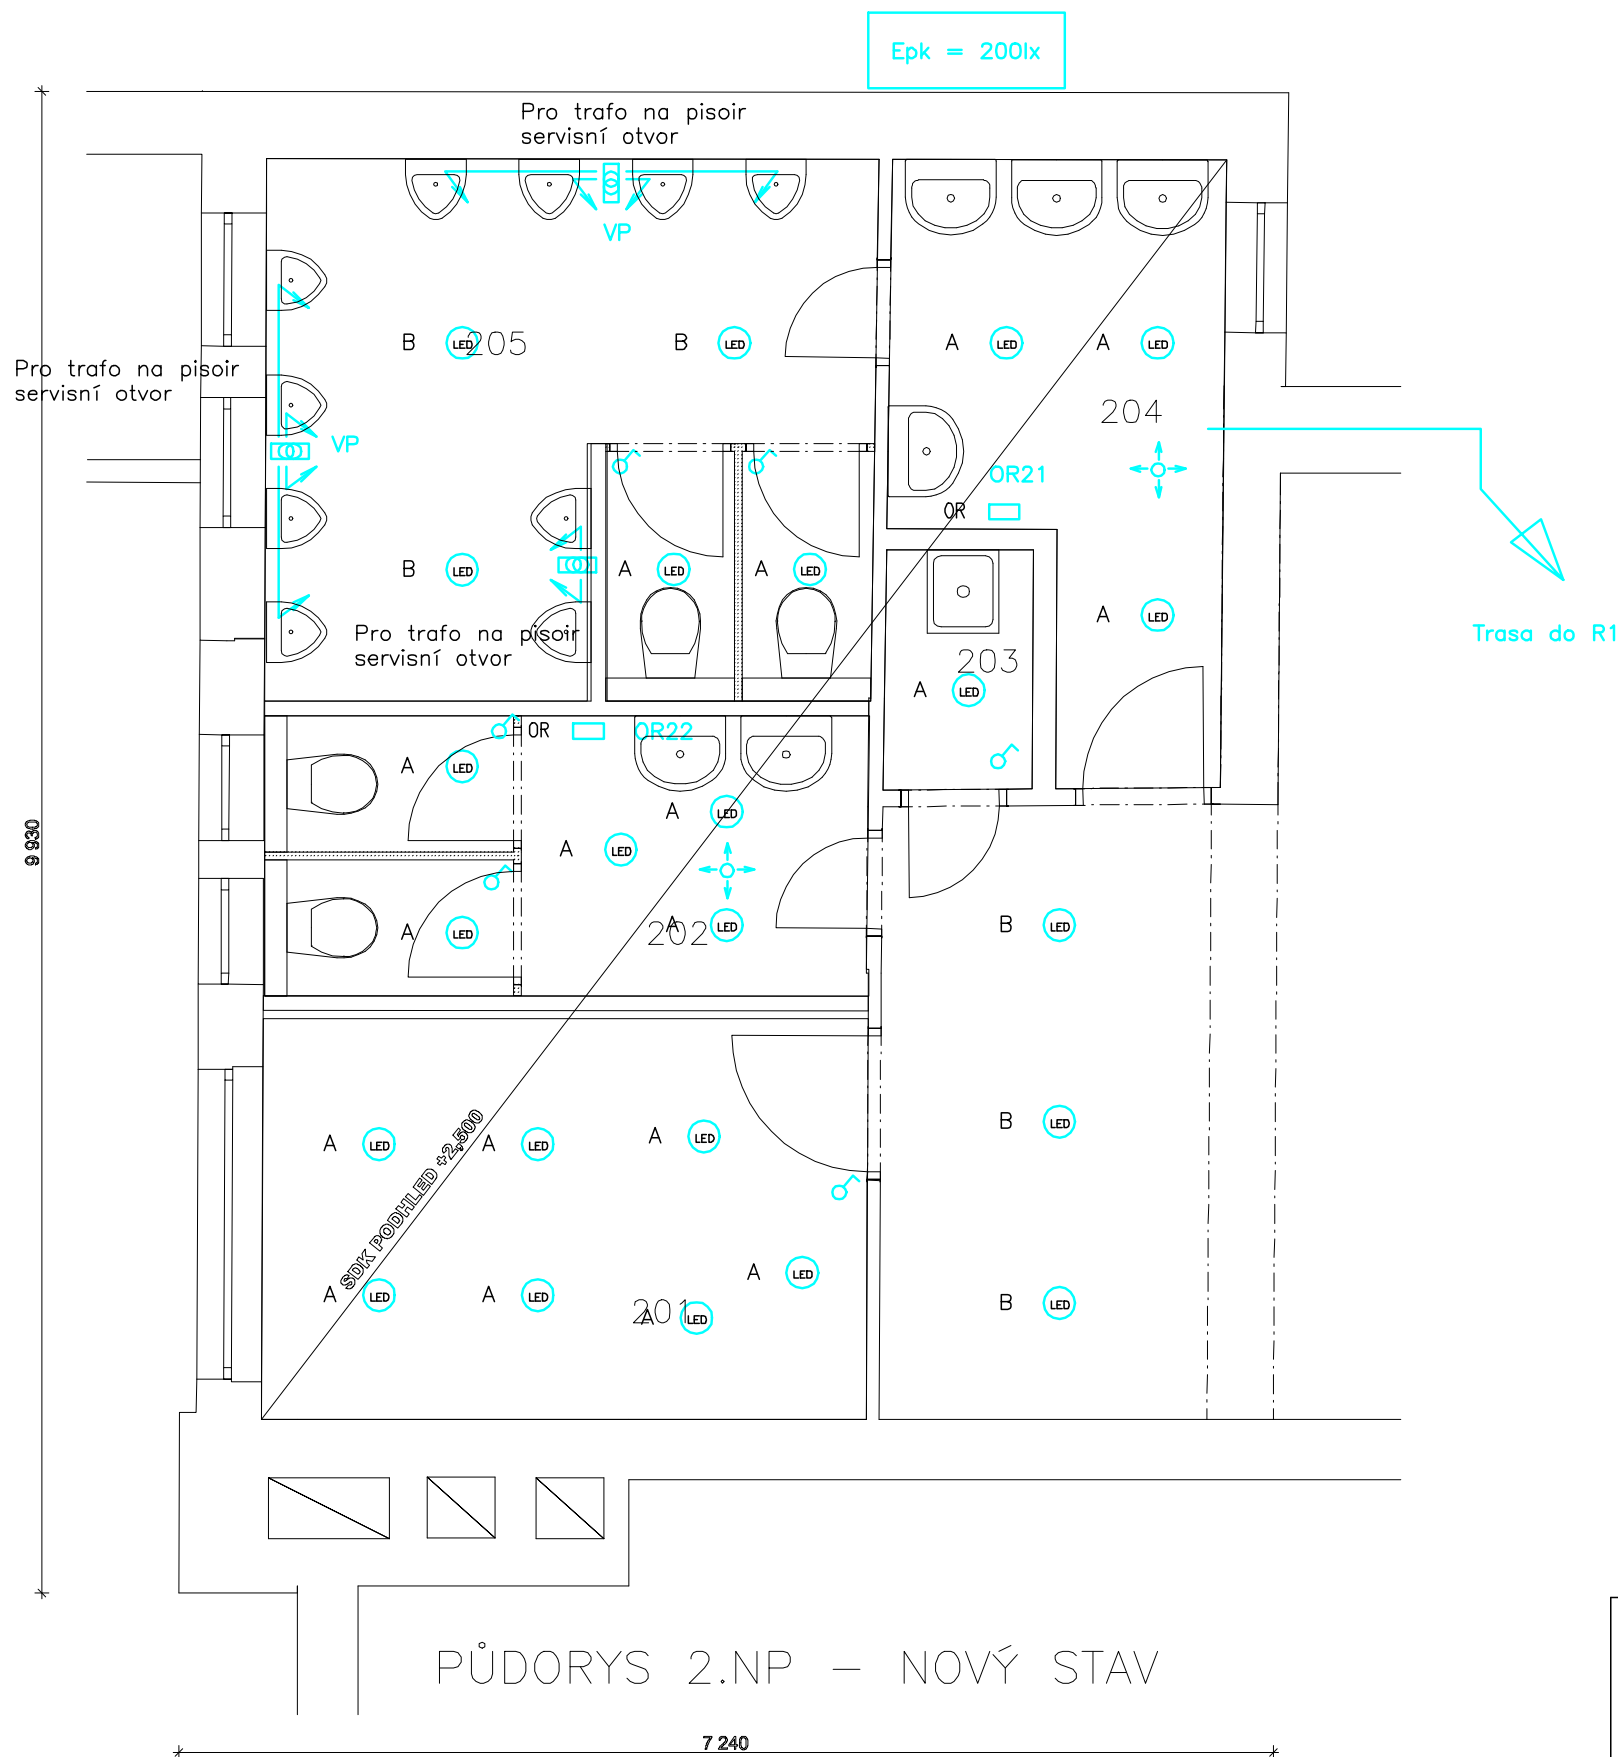 Epk = 200lx
Pro trafo na pisoir
servisní otvor
VP
B
LED
205
B
LED
A
LED
A
LED
Pro trafo na pisoir
servisní otvor
204
VP
OR21
OR
B
LED
A
LED
A
LED
A
LED
Trasa do R1
Pro trafo na pisoir
servisní otvor
203
A
LED
OR
OR22
A
LED
A
LED
A
LED
9 930
A
LED
A
LED
202
B
LED
B
LED
A
LED
A
LED
A
LED
SDK PODHLED +2,500
A
LED
A
LED
A
LED
201
A
LED
B
LED
PŮDORYS 2.NP – NOVÝ STAV
7 240